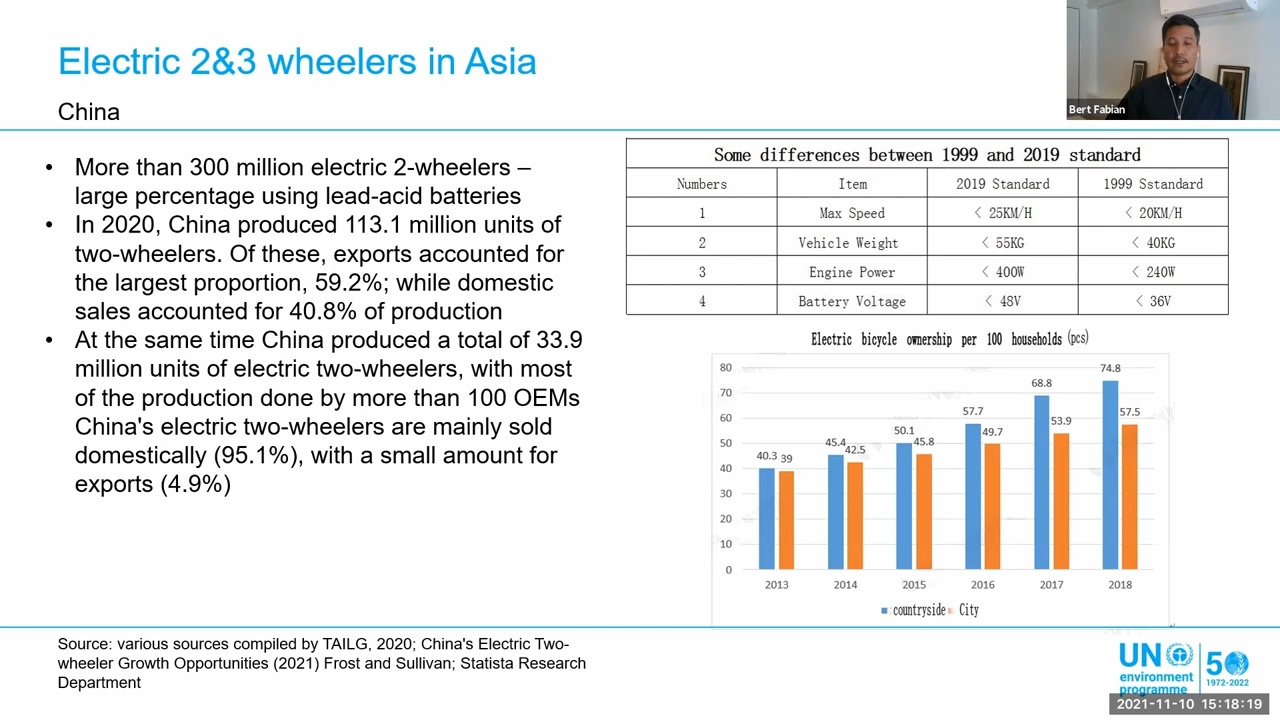 Electric 2&3 wheelers in Asia
China
Bert Fabian
• More than 300 million electric 2-wheelers –
large percentage using lead-acid batteries
• In 2020, China produced 113.1 million units of
two-wheelers. Of these, exports accounted for
the largest proportion, 59.2%; while domestic
sales accounted for 40.8% of production
• At the same time China produced a total of 33.9
million units of electric two-wheelers, with most
of the production done by more than 100 OEMs
China's electric two-wheelers are mainly sold
domestically (95.1%), with a small amount for
exports (4.9%)
Some differences between 1999 and 2019 standard
Numbers Item 2019 Standard 1999 Sstandard
1 Max Speed < 25KM/H < 20KM/H
2 Vehicle Weight < 55KG < 40KG
3 Engine Power < 400W < 240W
4 Battery Voltage < 48V < 36V
Electric bicycle ownership per 100 households (pcs)
80
70
60
50
40
30
20
10
0
40.3 39
45.4 42.5
50.1 45.8
57.7 49.7
68.8 53.9
74.8 57.5
2013 2014 2015 2016 2017 2018
countryside City
Source: various sources compiled by TAILG, 2020; China's Electric Two-
wheeler Growth Opportunities (2021) Frost and Sullivan; Statista Research
Department
UN
environment
programme
50
1972-2022
2021-11-10 15:18:19